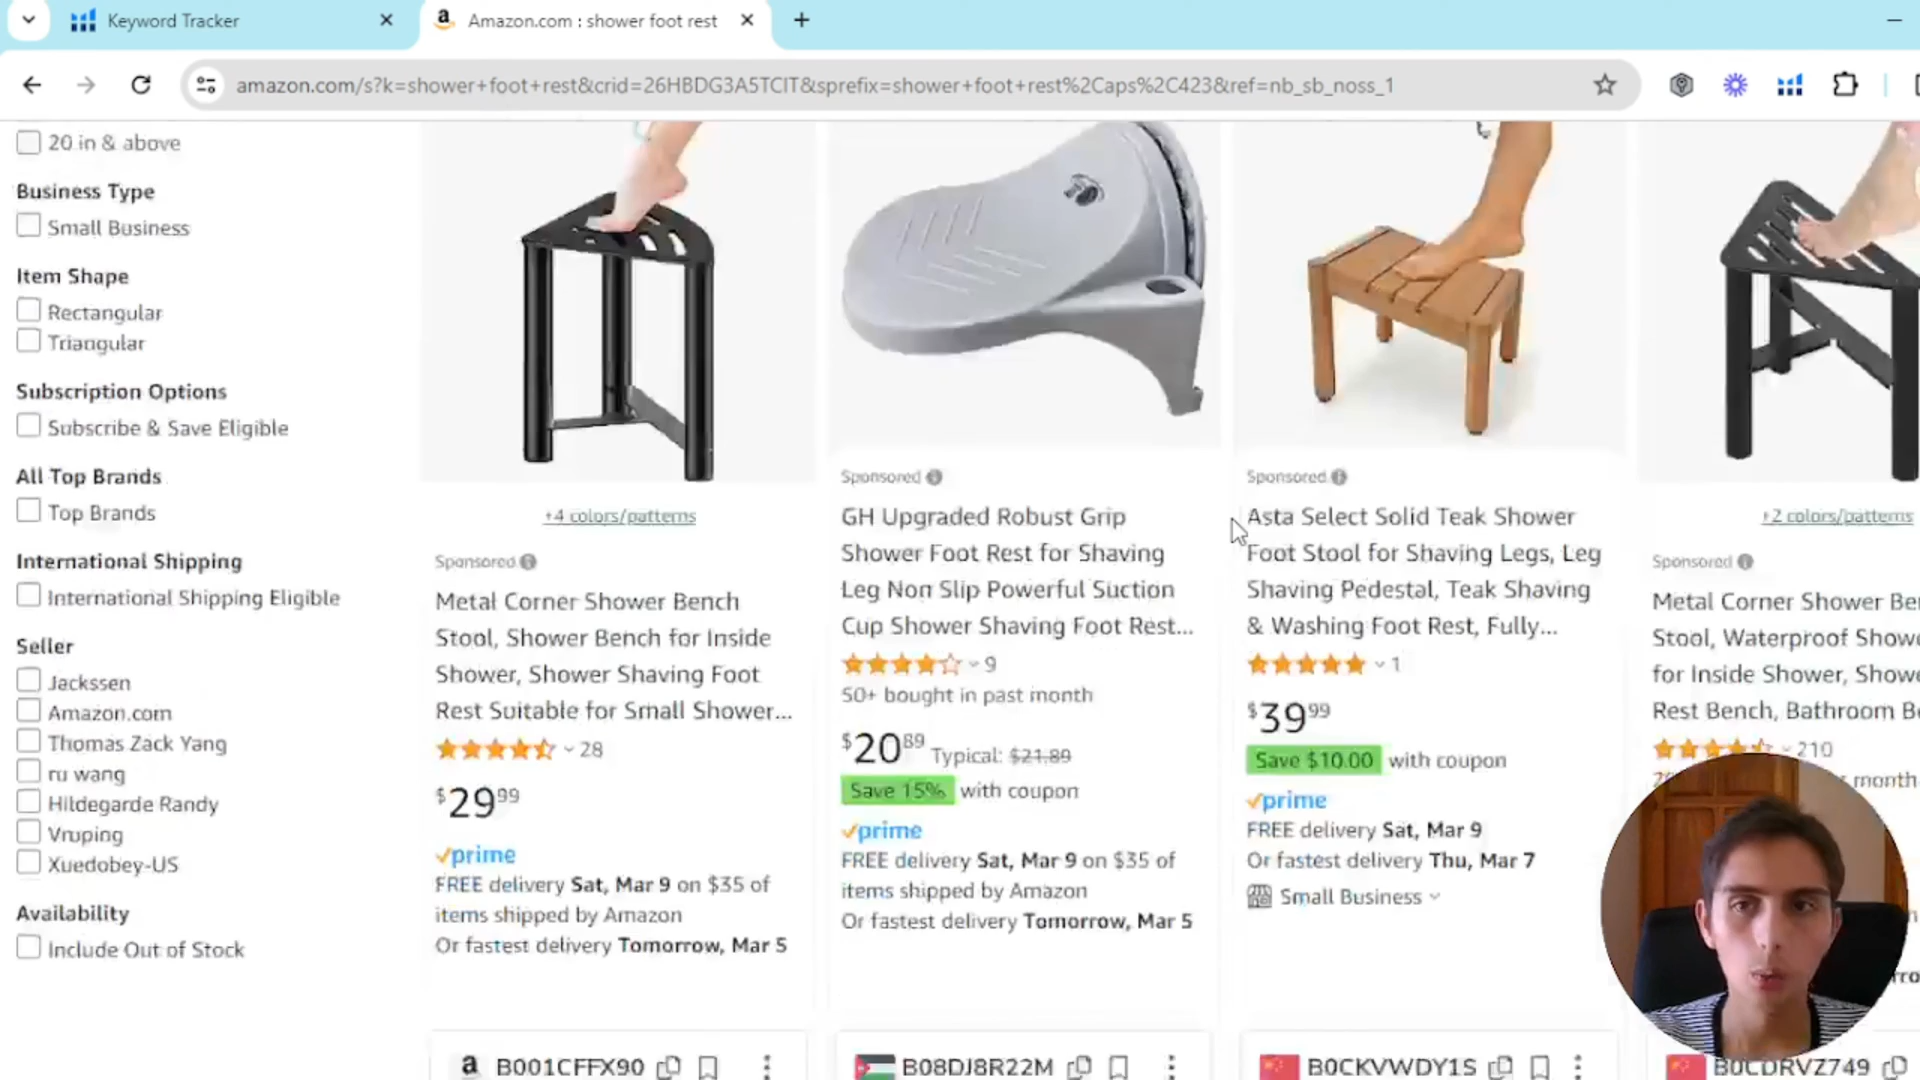 Keyword Tracker
Amazon.com : shower foot rest
amazon.com/s?k=shower+foot+rest&crid=26HBDG3A5TCIT&sprefix=shower+foot+rest%2Caps%2C423&ref=nb_sb_noss_1
20 in & above
Business Type
Small Business
Item Shape
Rectangular
Triangular
Subscription Options
Subscribe & Save Eligible
All Top Brands
Top Brands
International Shipping
International Shipping Eligible
Seller
Jackssen
Amazon.com
Thomas Zack Yang
ru wang
Hildegarde Randy
Vruping
Xuedobey-US
Availability
Include Out of Stock
+4 colors/patterns
Sponsored
Metal Corner Shower Bench
Stool, Shower Bench for Inside
Shower, Shower Shaving Foot
Rest Suitable for Small Shower...
28
$29.99
prime
FREE delivery Sat, Mar 9 on $35 of
items shipped by Amazon
Or fastest delivery Tomorrow, Mar 5
B001CFFX90
Sponsored
GH Upgraded Robust Grip
Shower Foot Rest for Shaving
Leg Non Slip Powerful Suction
Cup Shower Shaving Foot Rest...
9
50+ bought in past month
$20.89 Typical: $21.89
Save 15% with coupon
prime
FREE delivery Sat, Mar 9 on $35 of
items shipped by Amazon
Or fastest delivery Tomorrow, Mar 5
B08DJ8R22M
Sponsored
Asta Select Solid Teak Shower
Foot Stool for Shaving Legs, Leg
Shaving Pedestal, Teak Shaving
& Washing Foot Rest, Fully...
1
$39.99
Save $10.00 with coupon
prime
FREE delivery Sat, Mar 9
Or fastest delivery Thu, Mar 7
Small Business
B0CKVWDY1S
+2 colors/patterns
Sponsored
Metal Corner Shower Be
Stool, Waterproof Show
for Inside Shower, Show
Rest Bench, Bathroom B
210
month
B0CDRVZ749